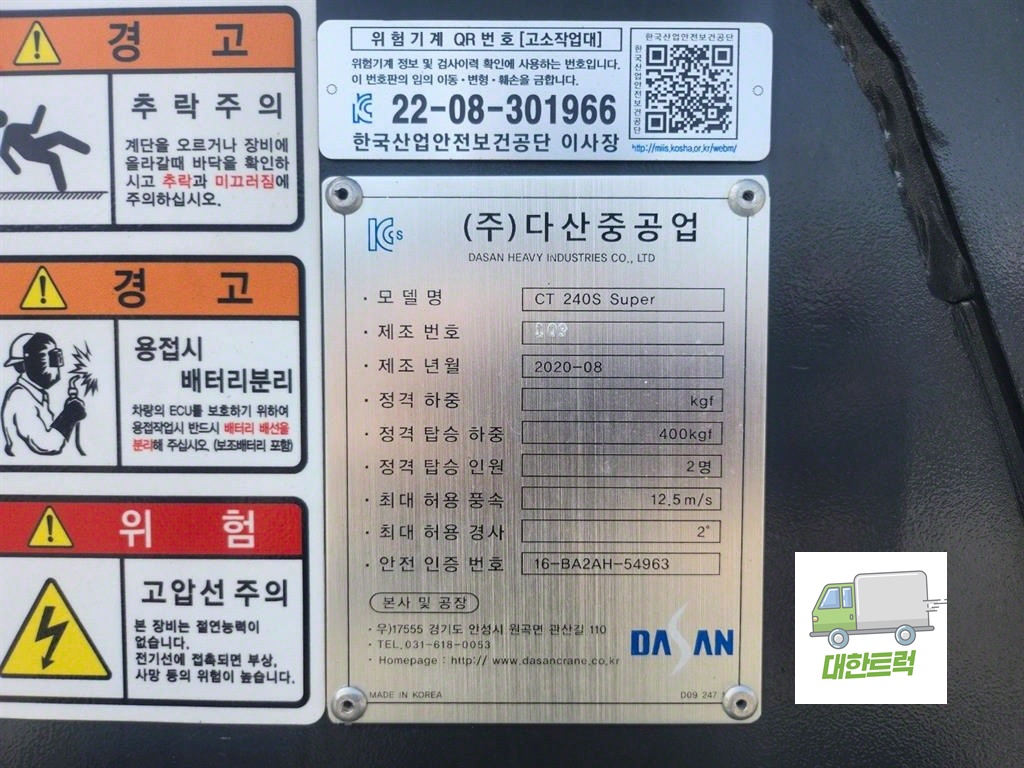 경 고
추락주의
계단을 오르거나 장비에
올라갈때 바닥을 확인하
시고 추락과 미끄러짐에
주의하십시오.
경 고
용접시
배터리분리
차량의 ECU를 보호하기 위하여
용접작업시 반드시 배터리 배선을
분리해 주십시오. (보조배터리 포함)
위 험
고압선주의
본 장비는 절연능력이
없습니다.
전기선에 접촉되면 부상,
사망 등의 위험이 높습니다.
위험기계 QR번호 [고소작업대]
위험기계 정보 및 검사이력 확인에 사용하는 번호입니다.
이 번호판의 임의 이동·변형·훼손을 금합니다.
22-08-301966
한국산업안전보건공단 이사장
한국산업안전보건공단
한국산업안전보건공단
http://miis.kosha.or.kr/webm/
KCs
(주)다산중공업
DASAN HEAVY INDUSTRIES CO., LTD
· 모델명 CT 240S Super
· 제조 번호
· 제조 년월 2020-08
· 정격 하중 kgf
· 정격 탑승 하중 400kgf
· 정격 탑승 인원 2명
· 최대 허용 풍속 12.5m/s
· 최대 허용 경사 2°
· 안전 인증 번호 16-BA2AH-54963
본사 및 공장
· 우)17555 경기도 안성시 원곡면 관산길 110
· TEL.031-618-0053
· Homepage : http:// www.dasancrane.co.kr
DASAN
MADE IN KOREA
D09 247
대한트럭